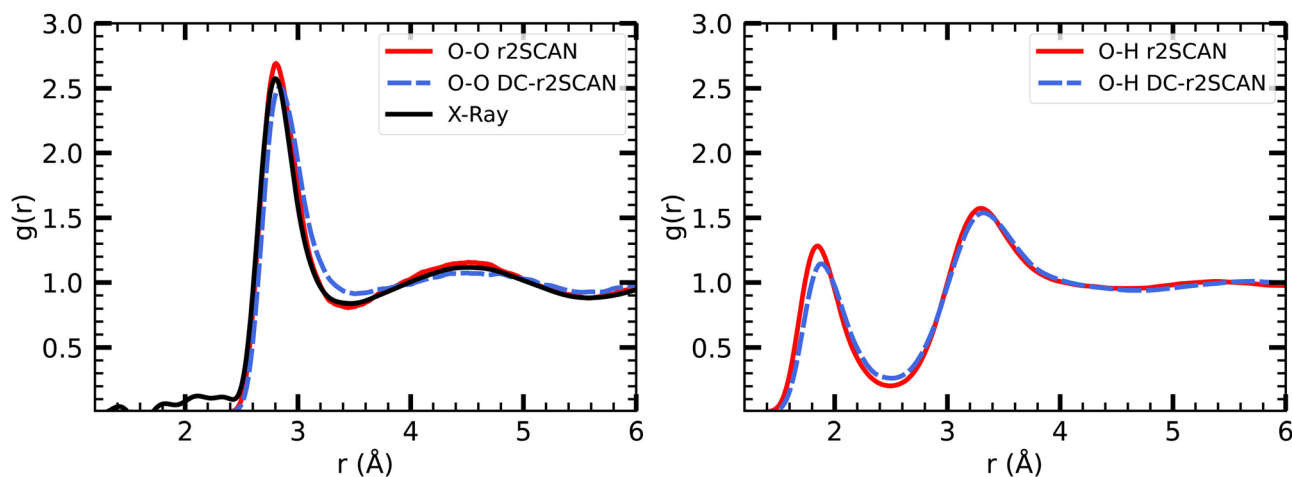 3.0
2.5
2.0
1.5
1.0
0.5
g(r)
O-O r2SCAN
O-O DC-r2SCAN
X-Ray
2 3 4 5 6
r (Å)
3.0
2.5
2.0
1.5
1.0
0.5
g(r)
O-H r2SCAN
O-H DC-r2SCAN
2 3 4 5 6
r (Å)